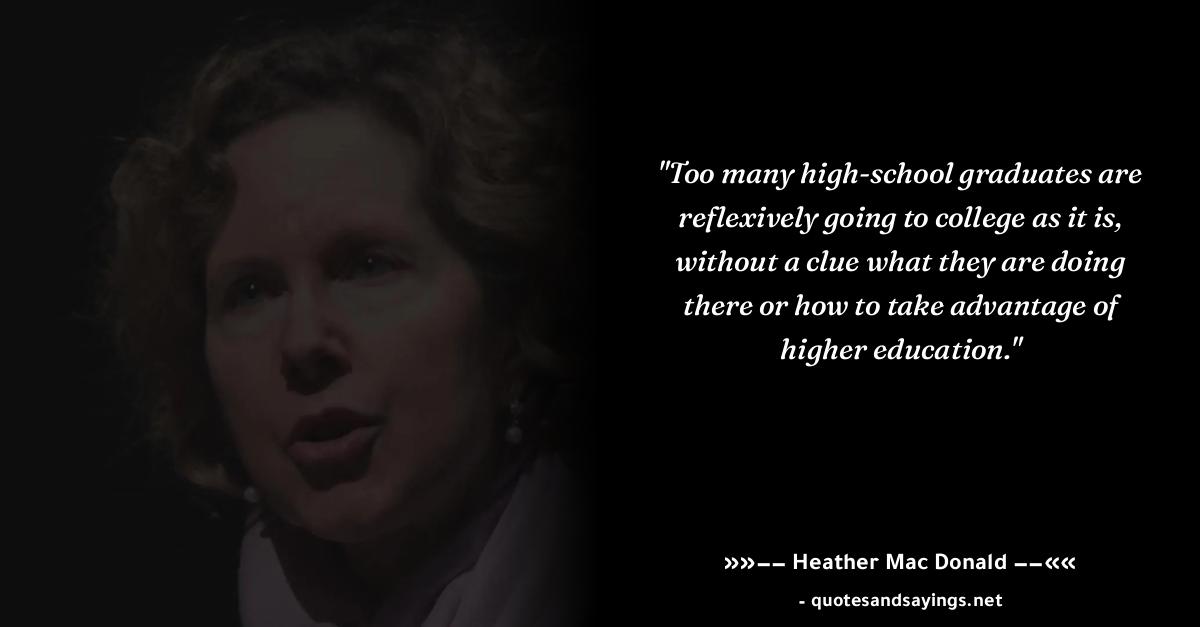 "Too many high-school graduates are
reflexively going to college as it is,
without a clue what they are doing
there or how to take advantage of
higher education."
»»–– Heather Mac Donald ––««
- quotesandsayings.net